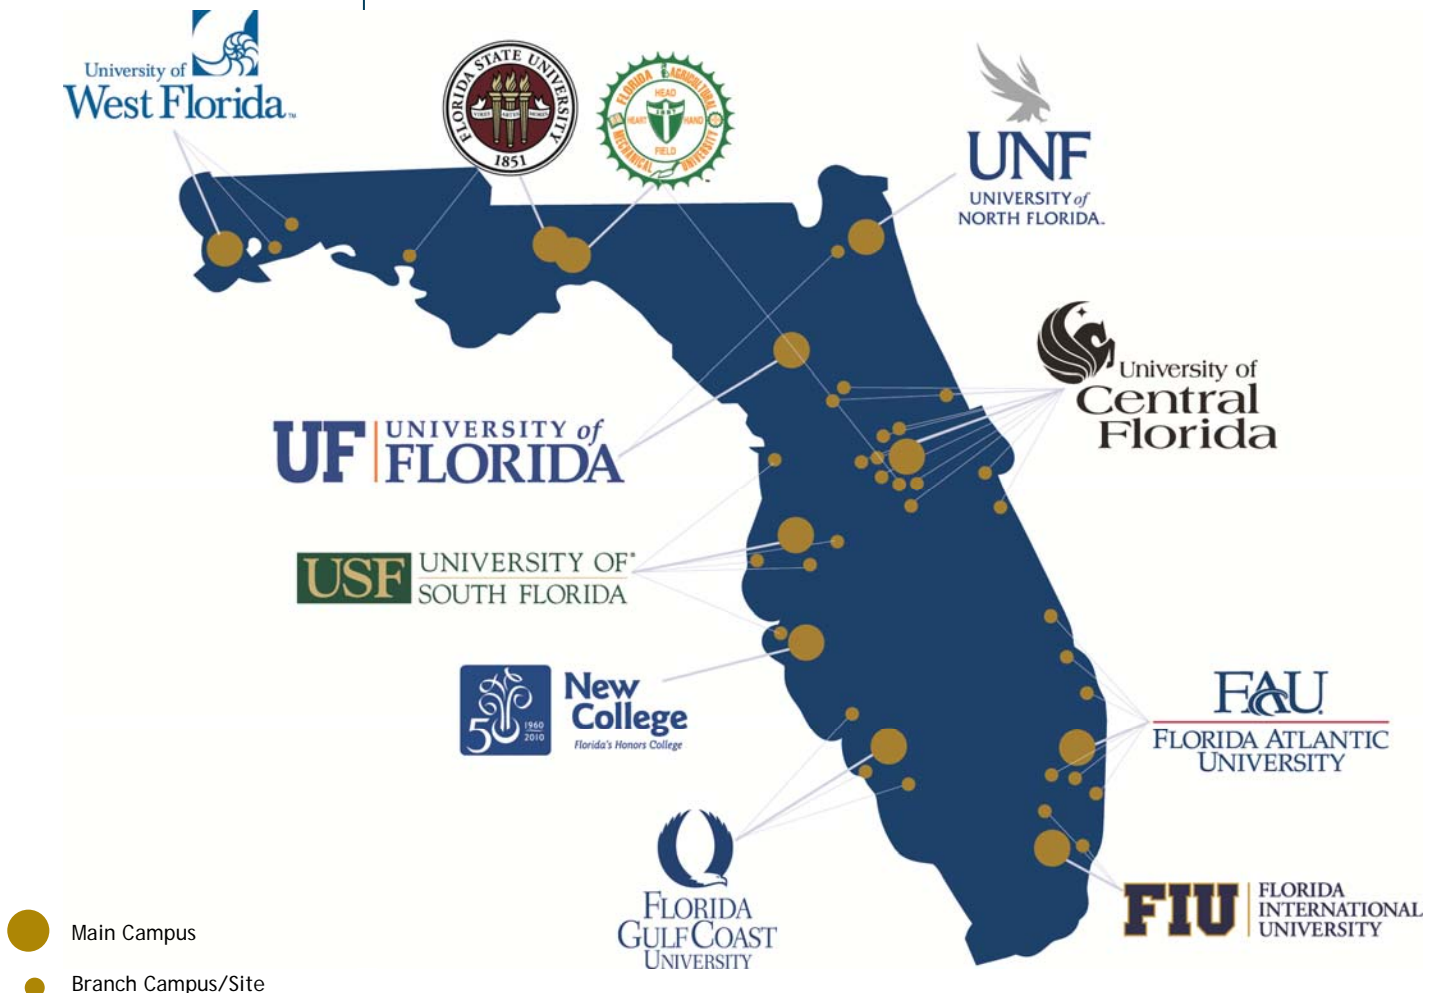 University of
West Florida™
FLORIDA STATE UNIVERSITY
1851
FLORIDA AGRICULTURAL
HEAD
HEART
1887
HAND
FIELD
MECHANICAL UNIVERSITY
UNF
UNIVERSITY of
NORTH FLORIDA.
University of
Central
Florida
UF UNIVERSITY of
FLORIDA
USF UNIVERSITY OF®
SOUTH FLORIDA
50 1960
2010
New
College
Florida's Honors College
FAU
FLORIDA ATLANTIC
UNIVERSITY
FLORIDA
GULF COAST
UNIVERSITY
FIU FLORIDA
INTERNATIONAL
UNIVERSITY
Main Campus
Branch Campus/Site